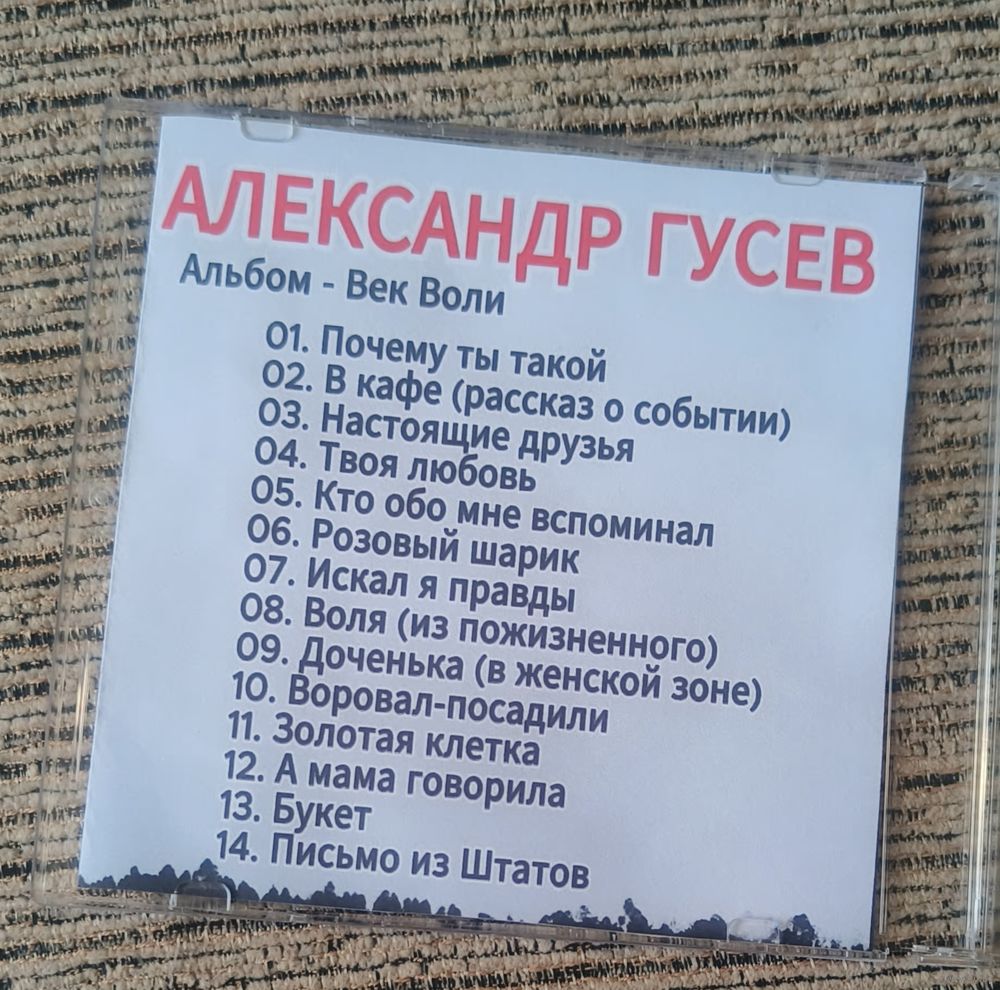 АЛЕКСАНДР ГУСЕВ
Альбом - Век Воли
01. Почему ты такой
02. В кафе (рассказ о событии)
03. Настоящие друзья
04. Твоя любовь
05. Кто обо мне вспоминал
06. Розовый шарик
07. Искал я правды
08. Воля (из пожизненного)
09. Доченька (в женской зоне)
10. Воровал-посадили
11. Золотая клетка
12. А мама говорила
13. Букет
14. Письмо из Штатов